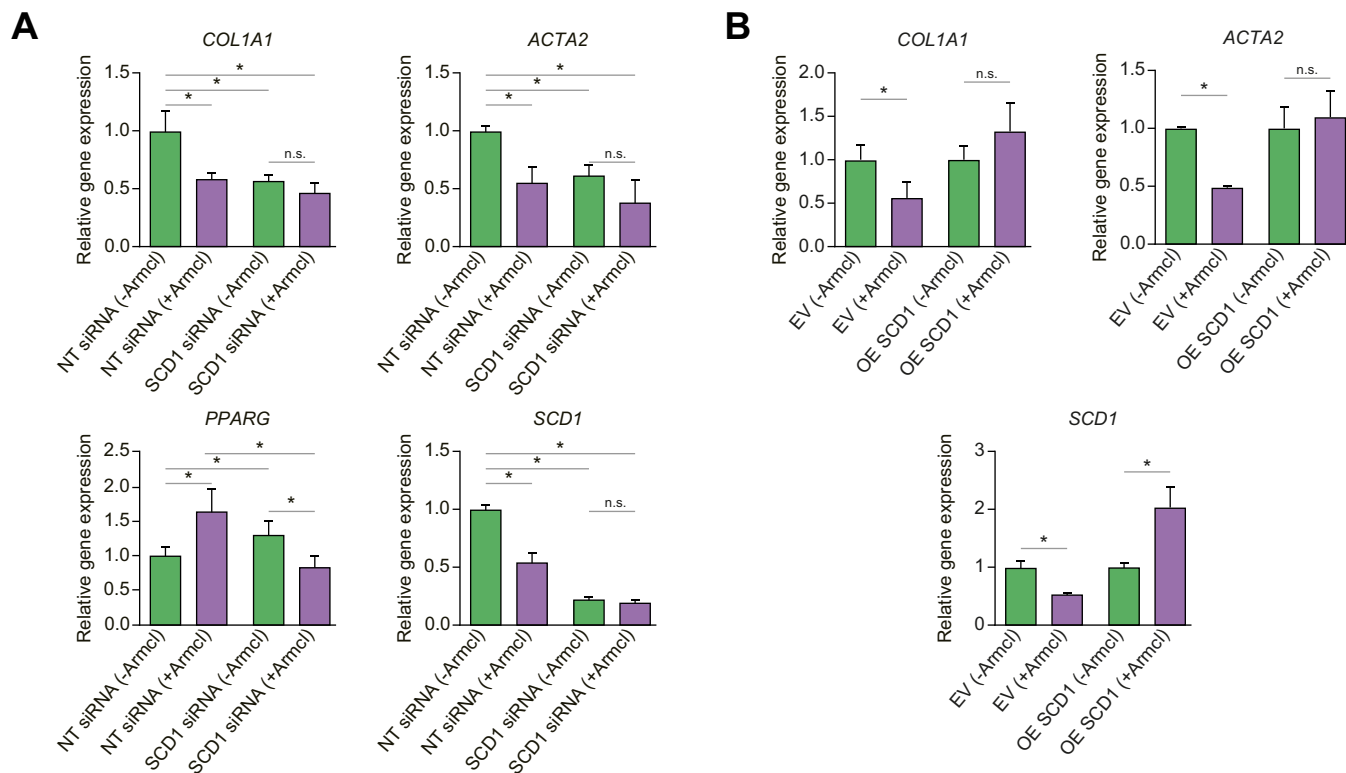 A
COL1A1
Relative gene expression
1.5
1.0
0.5
0.0
*
*
*
n.s.
NT siRNA (-Armcl)
NT siRNA (+Armcl)
SCD1 siRNA (-Armcl)
SCD1 siRNA (+Armcl)
ACTA2
Relative gene expression
1.5
1.0
0.5
0.0
*
*
*
n.s.
NT siRNA (-Armcl)
NT siRNA (+Armcl)
SCD1 siRNA (-Armcl)
SCD1 siRNA (+Armcl)
PPARG
Relative gene expression
2.5
2.0
1.5
1.0
0.5
0.0
*
*
*
*
NT siRNA (-Armcl)
NT siRNA (+Armcl)
SCD1 siRNA (-Armcl)
SCD1 siRNA (+Armcl)
SCD1
Relative gene expression
1.5
1.0
0.5
0.0
*
*
*
n.s.
NT siRNA (-Armcl)
NT siRNA (+Armcl)
SCD1 siRNA (-Armcl)
SCD1 siRNA (+Armcl)
B
COL1A1
Relative gene expression
2.0
1.5
1.0
0.5
0.0
*
n.s.
EV (-Armcl)
EV (+Armcl)
OE SCD1 (-Armcl)
OE SCD1 (+Armcl)
ACTA2
Relative gene expression
1.5
1.0
0.5
0.0
*
n.s.
EV (-Armcl)
EV (+Armcl)
OE SCD1 (-Armcl)
OE SCD1 (+Armcl)
SCD1
Relative gene expression
3
2
1
0
*
*
EV (-Armcl)
EV (+Armcl)
OE SCD1 (-Armcl)
OE SCD1 (+Armcl)